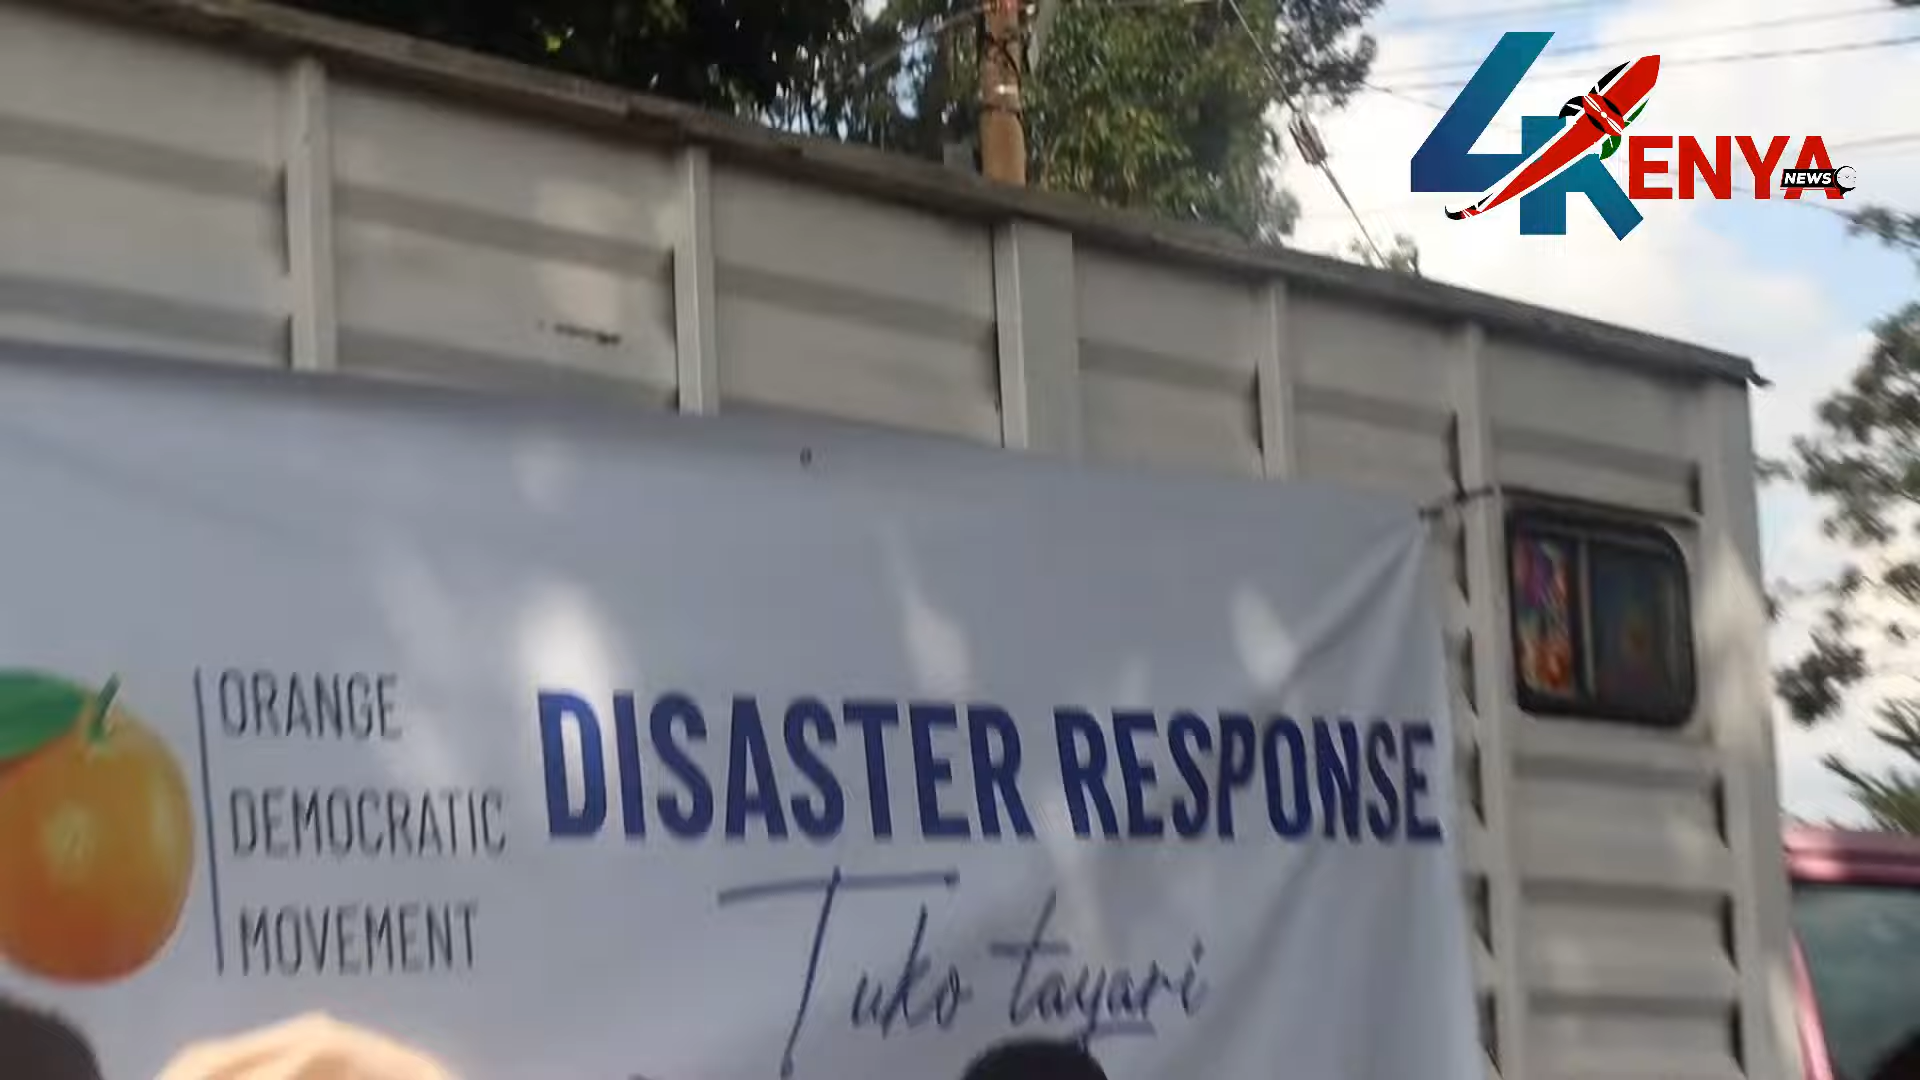 4KENYA
NEWS
ORANGE
DEMOCRATIC
MOVEMENT
DISASTER RESPONSE
Tuko tayari